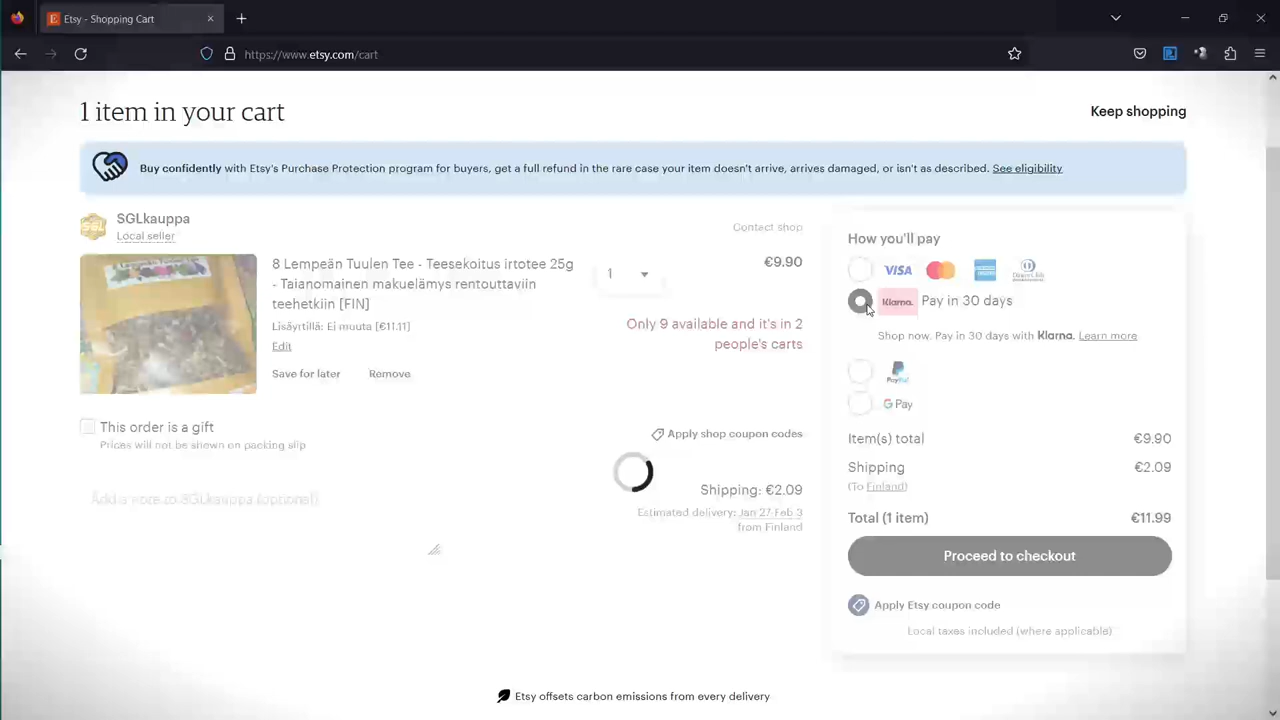 Etsy - Shopping Cart
https://www.etsy.com/cart
1 item in your cart
Keep shopping
Buy confidently with Etsy's Purchase Protection program for buyers, get a full refund in the rare case your item doesn't arrive, arrives damaged, or isn't as described. See eligibility
SGLkauppa
Local seller
Contact shop
8 Lempeän Tuulen Tee - Teesekoitus irtotee 25g
- Taianomainen makuelämys rentouttaviin
teehetkiin [FIN]
Lisäyrtillä: Ei muuta [€11.11]
Edit
Save for later Remove
1
€9.90
Only 9 available and it's in 2
people's carts
This order is a gift
Prices will not be shown on packing slip
Add a note to SGLkauppa (optional)
Apply shop coupon codes
Shipping: €2.09
Estimated delivery: Jan 27-Feb 3
from Finland
How you'll pay
VISA
Diners Club
Klarna. Pay in 30 days
Shop now. Pay in 30 days with Klarna. Learn more
PayPal
G Pay
Item(s) total €9.90
Shipping €2.09
(To Finland)
Total (1 item) €11.99
Proceed to checkout
Apply Etsy coupon code
Local taxes included (where applicable)
Etsy offsets carbon emissions from every delivery